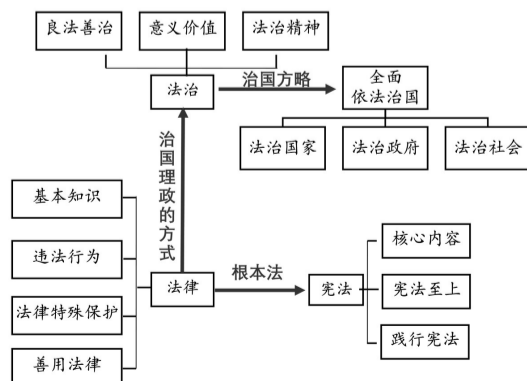 良法善治
意义价值
法治精神
法治
治国方略
全面
依法治国
法治国家
法治政府
法治社会
治国理政的方式
基本知识
违法行为
法律特殊保护
善用法律
法律
根本法
宪法
核心内容
宪法至上
践行宪法